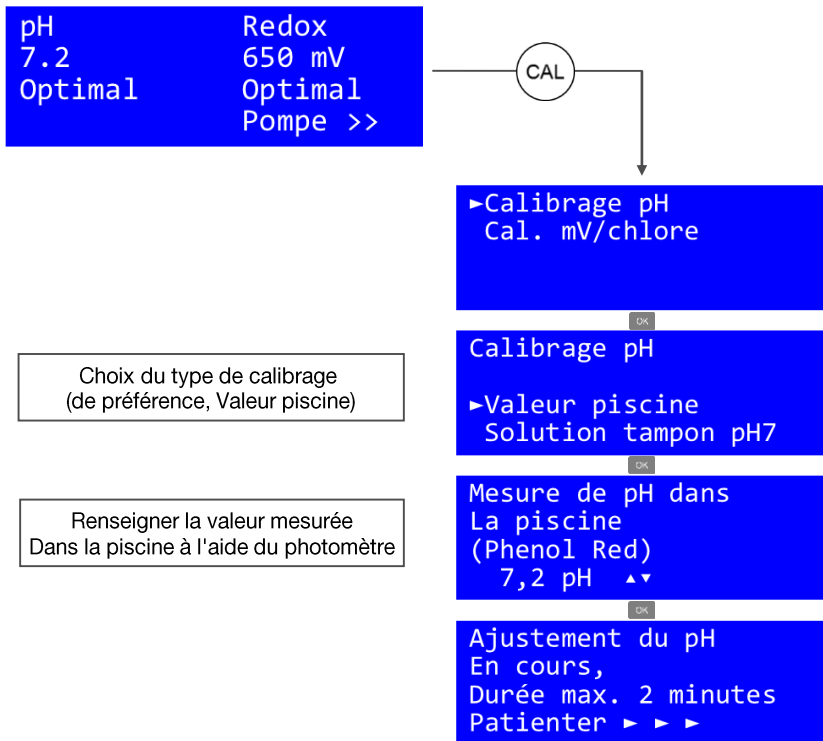 pH Redox
7.2 650 mV
Optimal Optimal
Pompe >>
CAL
►Calibrage pH
Cal. mV/chlore
OK
Calibrage pH
►Valeur piscine
Solution tampon pH7
Choix du type de calibrage
(de préférence, Valeur piscine)
OK
Mesure de pH dans
La piscine
(Phenol Red)
7,2 pH ▲▼
Renseigner la valeur mesurée
Dans la piscine à l'aide du photomètre
OK
Ajustement du pH
En cours,
Durée max. 2 minutes
Patienter ► ► ►